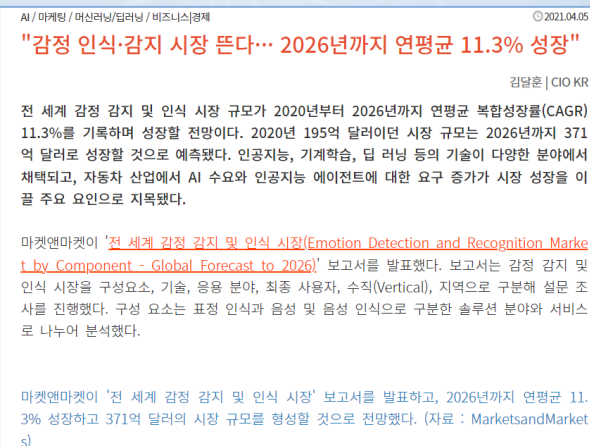 AI / 마케팅 / 머신러닝/딥러닝 / 비즈니스|경제 2021.04.05
"감정 인식·감지 시장 뜬다… 2026년까지 연평균 11.3% 성장"
김달훈 | CIO KR
전 세계 감정 감지 및 인식 시장 규모가 2020년부터 2026년까지 연평균 복합성장률(CAGR)
11.3%를 기록하며 성장할 전망이다. 2020년 195억 달러이던 시장 규모는 2026년까지 371
억 달러로 성장할 것으로 예측됐다. 인공지능, 기계학습, 딥 러닝 등의 기술이 다양한 분야에서
채택되고, 자동차 산업에서 AI 수요와 인공지능 에이전트에 대한 요구 증가가 시장 성장을 이
끌 주요 요인으로 지목됐다.
마켓앤마켓이 '전 세계 감정 감지 및 인식 시장(Emotion Detection and Recognition Marke
t by Component - Global Forecast to 2026)' 보고서를 발표했다. 보고서는 감정 감지 및
인식 시장을 구성요소, 기술, 응용 분야, 최종 사용자, 수직(Vertical), 지역으로 구분해 설문 조
사를 진행했다. 구성 요소는 표정 인식과 음성 및 음성 인식으로 구분한 솔루션 분야와 서비스
로 나누어 분석했다.
마켓앤마켓이 '전 세계 감정 감지 및 인식 시장' 보고서를 발표하고, 2026년까지 연평균 11.
3% 성장하고 371억 달러의 시장 규모를 형성할 것으로 전망했다. (자료 : MarketsandMarket
s)